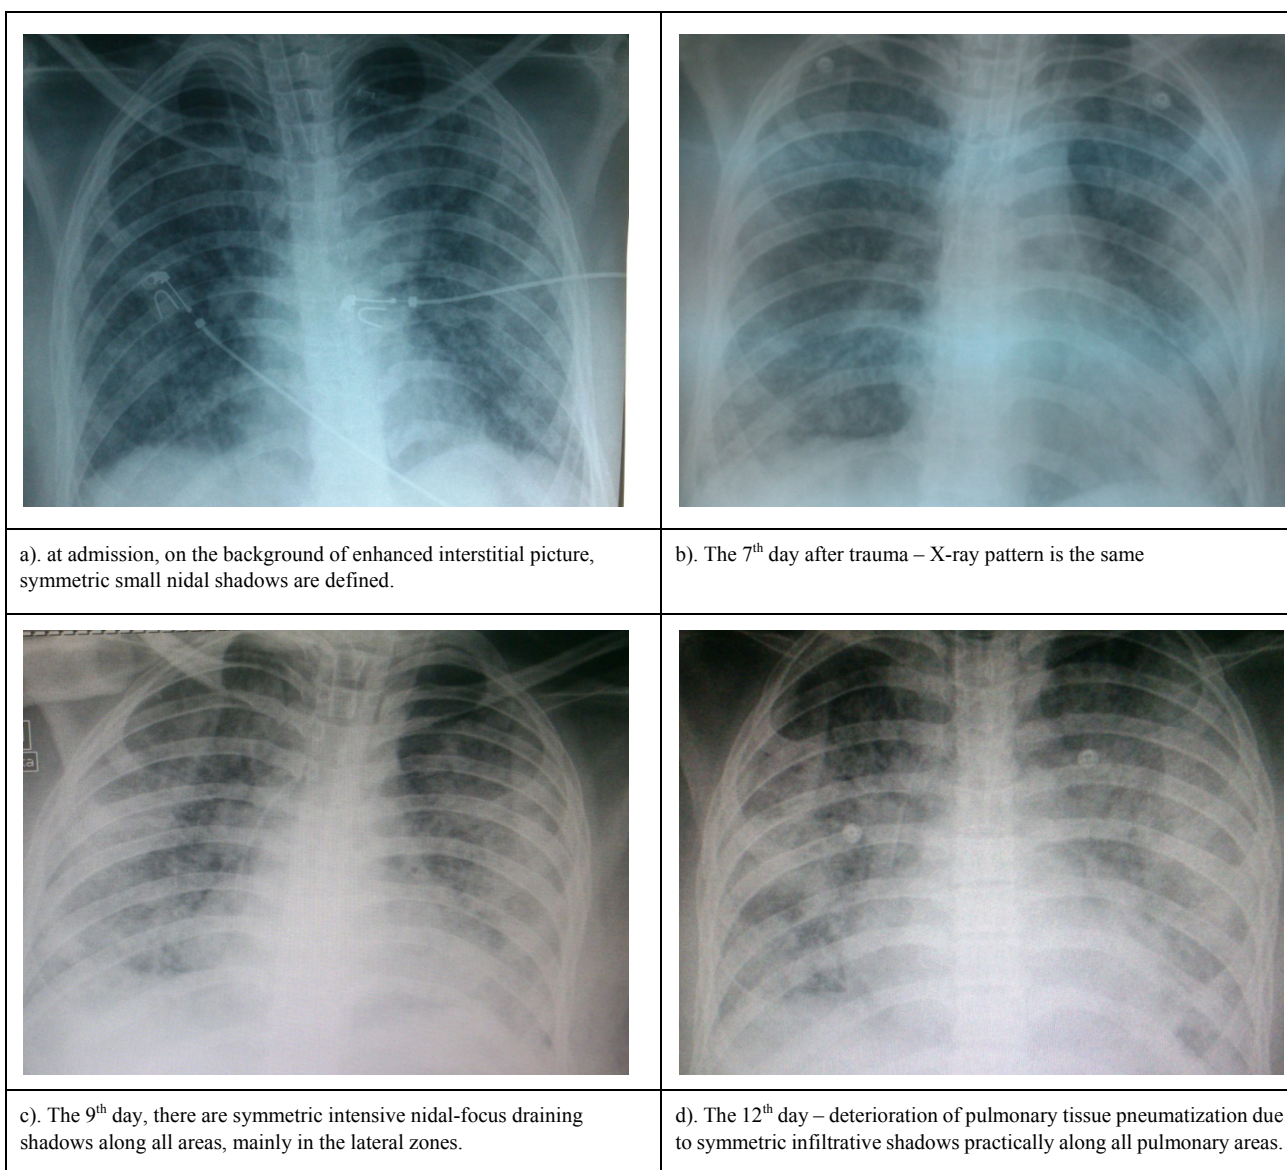 a). at admission, on the background of enhanced interstitial picture,
symmetric small nidal shadows are defined.
b). The 7th day after trauma – X-ray pattern is the same
c). The 9th day, there are symmetric intensive nidal-focus draining
shadows along all areas, mainly in the lateral zones.
d). The 12th day – deterioration of pulmonary tissue pneumatization due
to symmetric infiltrative shadows practically along all pulmonary areas.